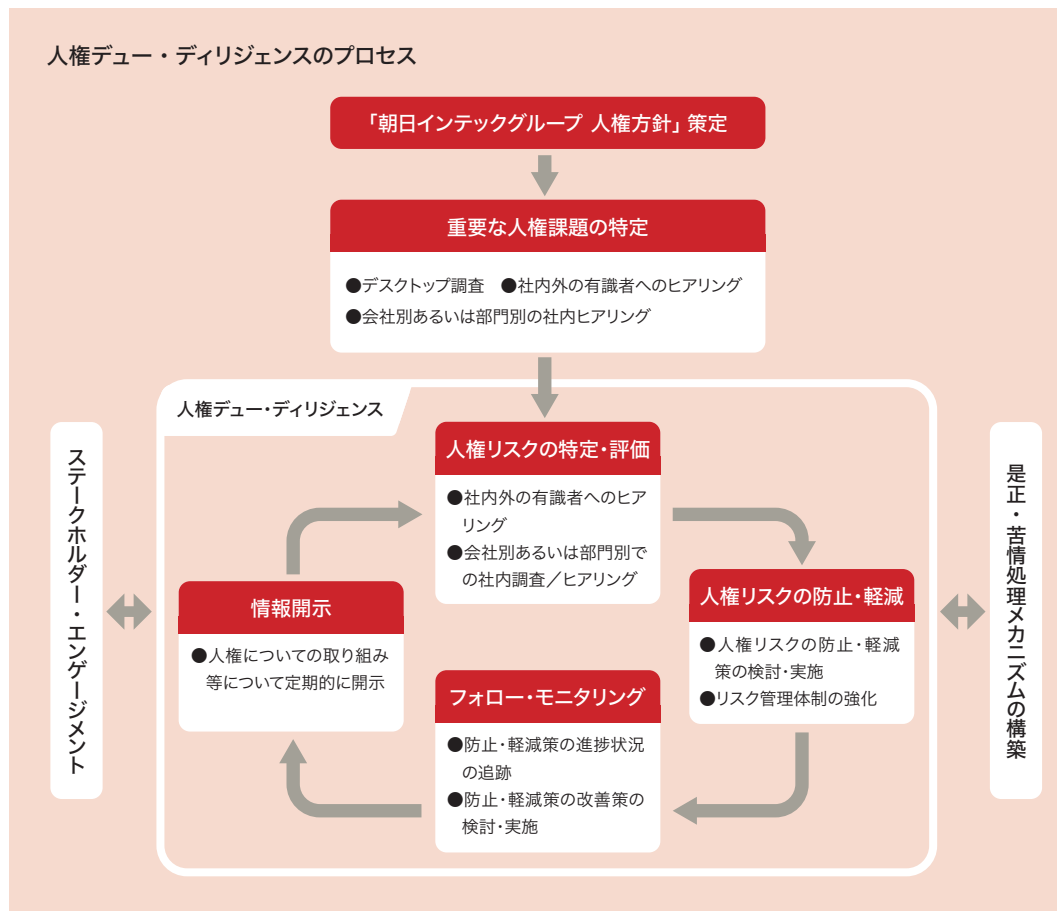 人権デュー・ディリジェンスのプロセス
「朝日インテックグループ 人権方針」策定
重要な人権課題の特定
●デスクトップ調査 ●社内外の有識者へのヒアリング
●会社別あるいは部門別の社内ヒアリング
人権デュー・ディリジェンス
ステークホルダー・エンゲージメント
人権リスクの特定・評価
●社内外の有識者へのヒア
リング
●会社別あるいは部門別で
の社内調査／ヒアリング
人権リスクの防止・軽減
●人権リスクの防止・軽減
策の検討・実施
●リスク管理体制の強化
フォロー・モニタリング
●防止・軽減策の進捗状況
の追跡
●防止・軽減策の改善策の
検討・実施
情報開示
●人権についての取り組み
等について定期的に開示
是正・苦情処理メカニズムの構築